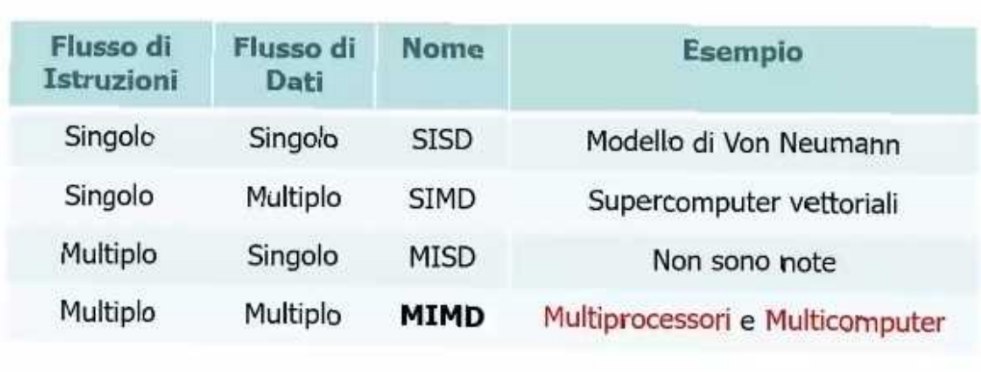 Flusso di Istruzioni Flusso di Dati Nome Esempio
Singolo Singolo SISD Modello di Von Neumann
Singolo Multiplo SIMD Supercomputer vettoriali
Multiplo Singolo MISD Non sono note
Multiplo Multiplo MIMD Multiprocessori e Multicomputer